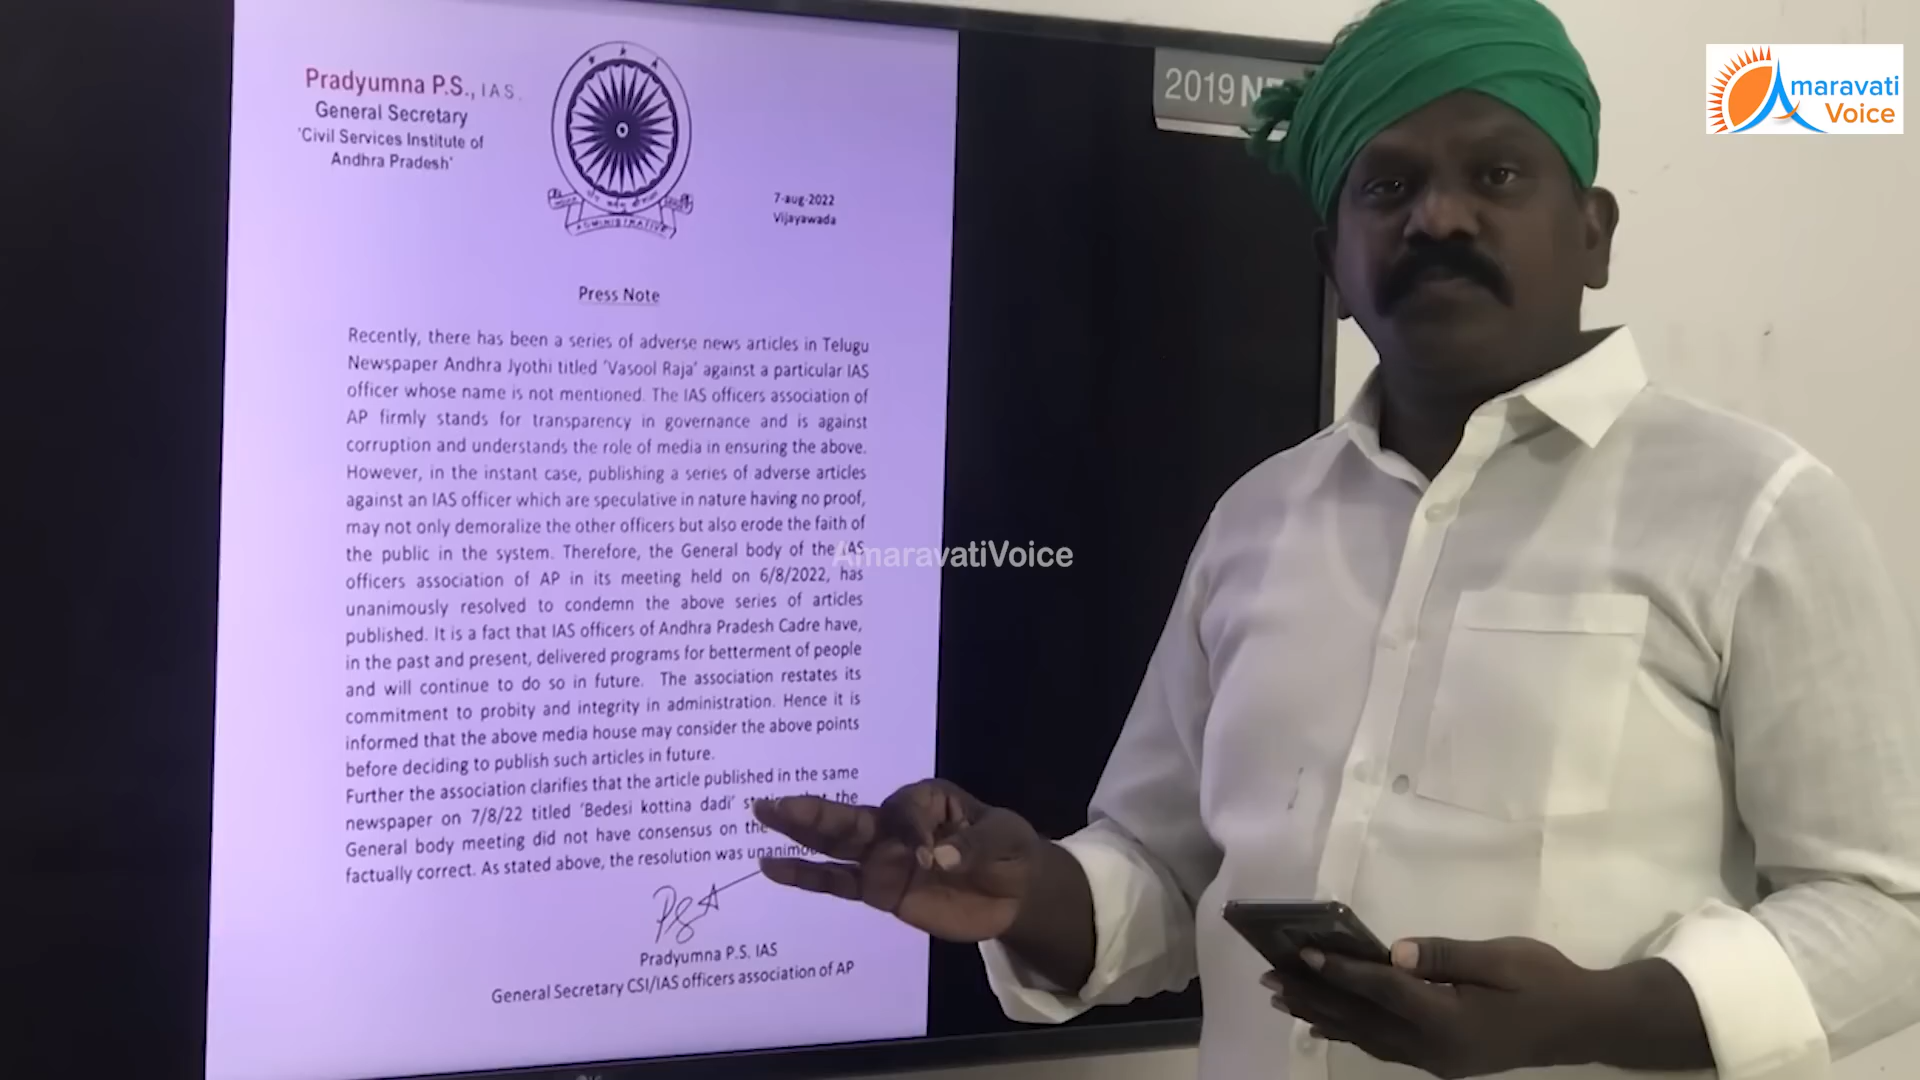 Pradyumna P.S., IAS.
General Secretary
'Civil Services Institute of
Andhra Pradesh'
ADMINISTRATIVE
7-aug-2022
Vijayawada
Press Note
Recently, there has been a series of adverse news articles in Telugu
Newspaper Andhra Jyothi titled 'Vasool Raja' against a particular IAS
officer whose name is not mentioned. The IAS officers association of
AP firmly stands for transparency in governance and is against
corruption and understands the role of media in ensuring the above.
However, in the instant case, publishing a series of adverse articles
against an IAS officer which are speculative in nature having no proof,
may not only demoralize the other officers but also erode the faith of
the public in the system. Therefore, the General body of the IAS
officers association of AP in its meeting held on 6/8/2022, has
unanimously resolved to condemn the above series of articles
published. It is a fact that IAS officers of Andhra Pradesh Cadre have,
in the past and present, delivered programs for betterment of people
and will continue to do so in future. The association restates its
commitment to probity and integrity in administration. Hence it is
informed that the above media house may consider the above points
before deciding to publish such articles in future.
Further the association clarifies that the article published in the same
newspaper on 7/8/22 titled 'Bedesi kottina dadi' the
General body meeting did not have consensus on the
factually correct. As stated above, the resolution was
Pradyumna P.S. IAS
General Secretary CSI/IAS officers association of AP
2019
Amaravati
Voice
AmaravatiVoice